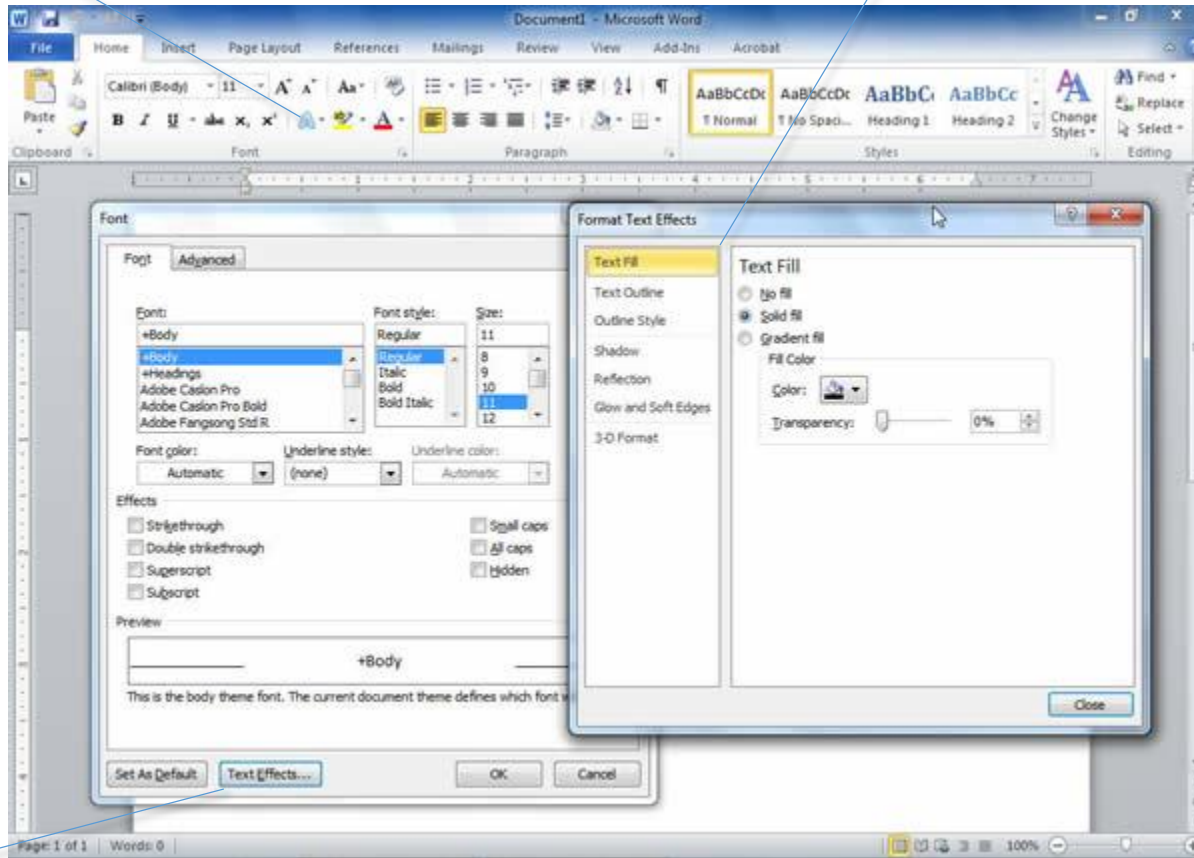 Document1 - Microsoft Word
File Home Insert Page Layout References Mailings Review View Add-Ins Acrobat
Calibri (Body) 11 A A Aa
Paste
B I U abe x, x A A
AaBbCcDc AaBbCcDc AaBbC AaBbCc
¶ Normal ¶ No Spaci... Heading 1 Heading 2
Change Styles
Find
Replace
Select
Clipboard Font Paragraph Styles Editing
Font
Font Advanced
Font: Font style: Size:
+Body Regular 11
+Body Regular 8
+Headings Italic 9
Adobe Caslon Pro Bold 10
Adobe Caslon Pro Bold Bold Italic 11
Adobe Fangsong Std R 12
Font color: Underline style: Underline color:
Automatic (none) Automatic
Effects
Strikethrough Small caps
Double strikethrough All caps
Superscript Hidden
Subscript
Preview
+Body
This is the body theme font. The current document theme defines which font
Set As Default Text Effects... OK Cancel
Format Text Effects
Text Fill
Text Outline
Outline Style
Shadow
Reflection
Glow and Soft Edges
3-D Format
Text Fill
No fill
Solid fill
Gradient fill
Fill Color
Color:
Transparency: 0%
Close
Page: 1 of 1 Words: 0 100%